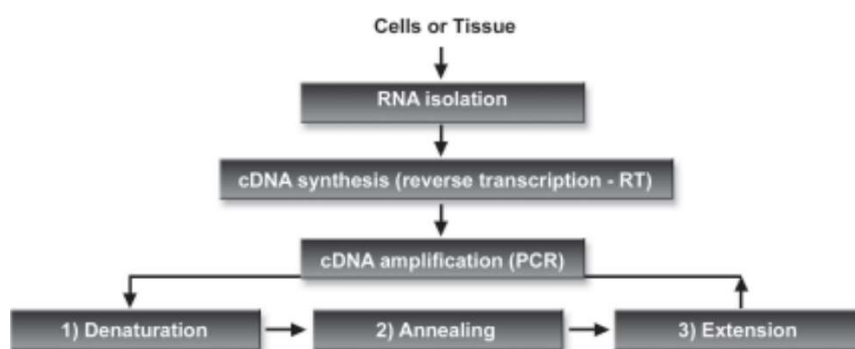 Cells or Tissue
RNA isolation
cDNA synthesis (reverse transcription - RT)
cDNA amplification (PCR)
1) Denaturation
2) Annealing
3) Extension